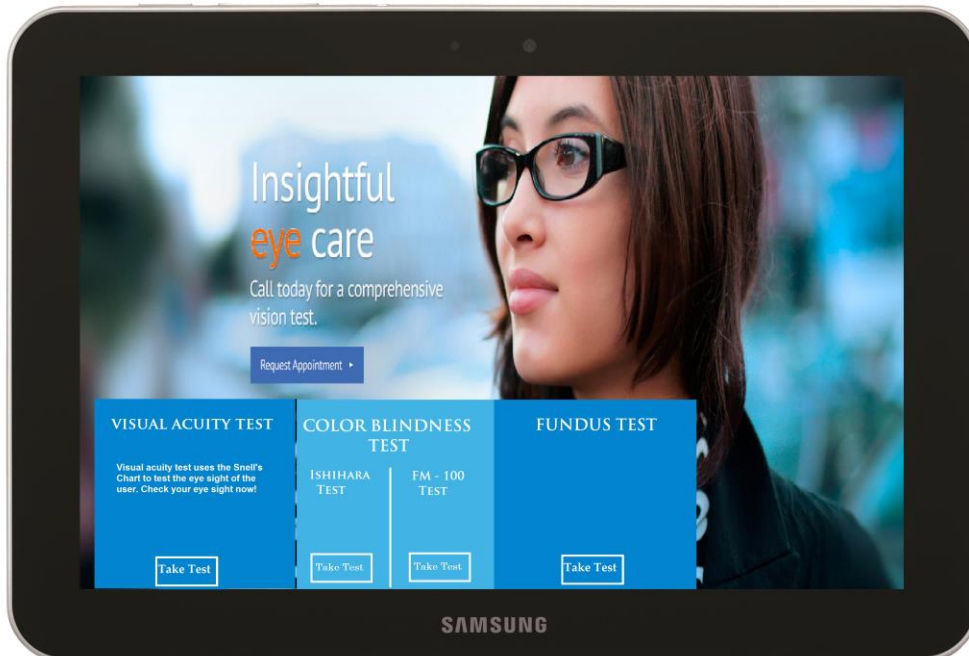 Insightful
eye care
Call today for a comprehensive
vision test.
Request Appointment
VISUAL ACUITY TEST
Visual acuity test uses the Snell's
Chart to test the eye sight of the
user. Check your eye sight now!
Take Test
COLOR BLINDNESS
TEST
ISHIHARA
TEST
Take Test
FM - 100
TEST
Take Test
FUNDUS TEST
Take Test
SAMSUNG